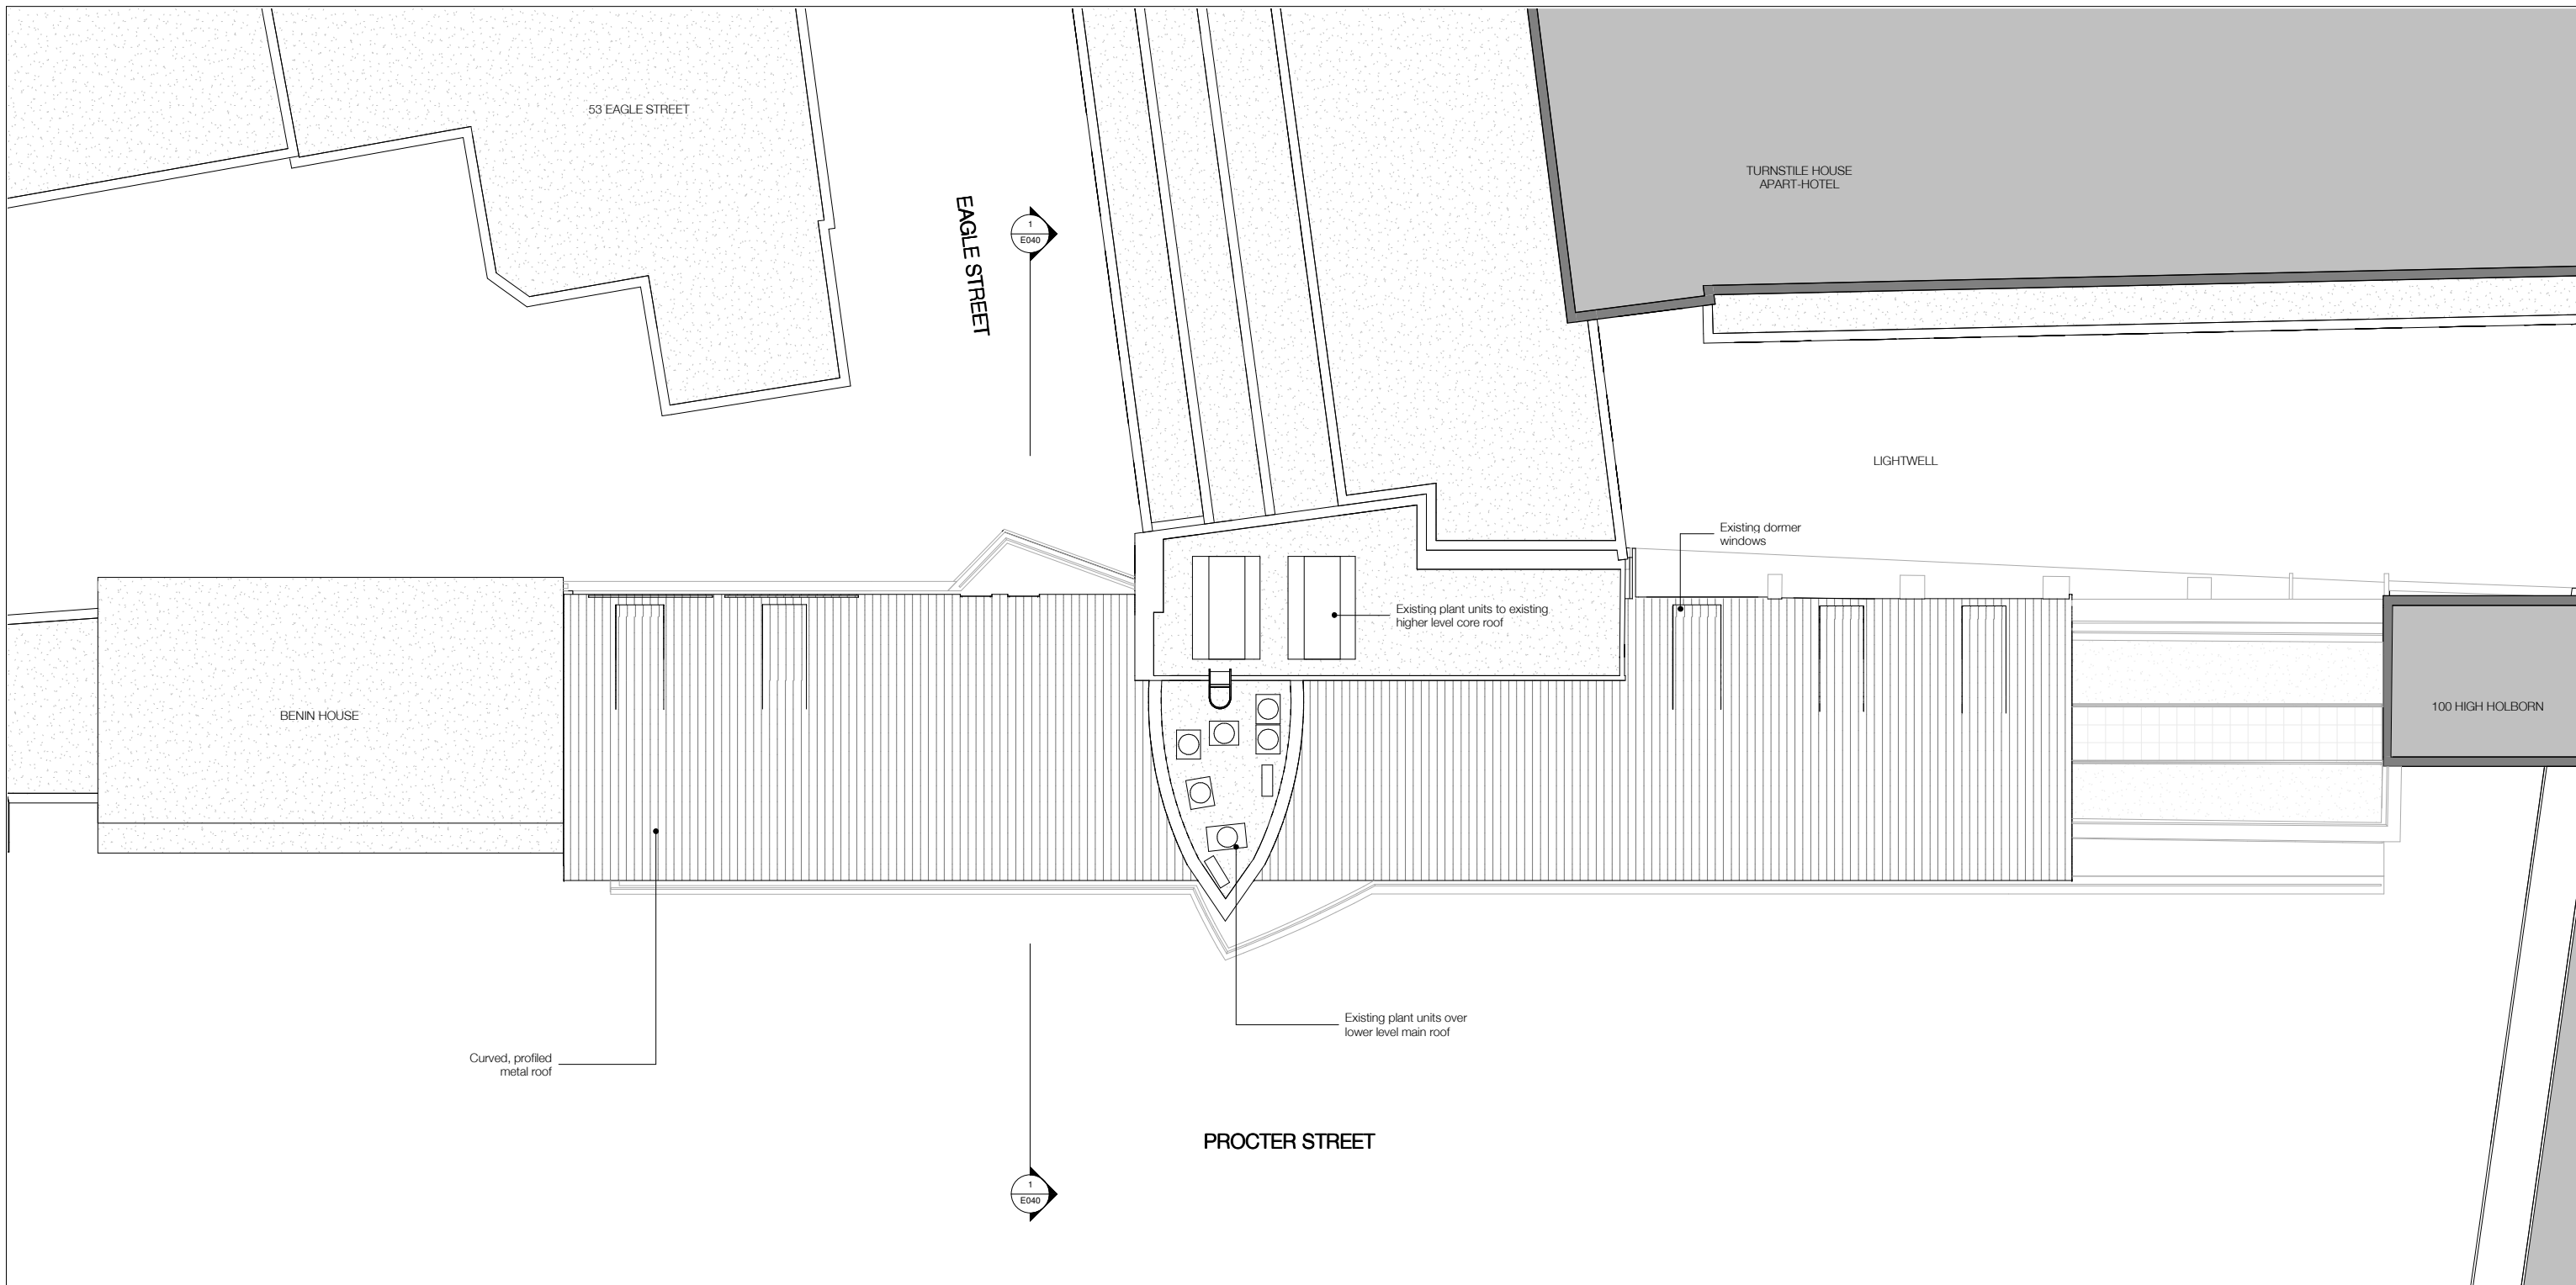 53 EAGLE STREET
TURNSTILE HOUSE
APART-HOTEL
EAGLE STREET
1
E040
LIGHTWELL
Existing dormer
windows
Existing plant units to existing
higher level core roof
BENIN HOUSE
100 HIGH HOLBORN
Existing plant units over
lower level main roof
Curved, profiled
metal roof
PROCTER STREET
1
E040